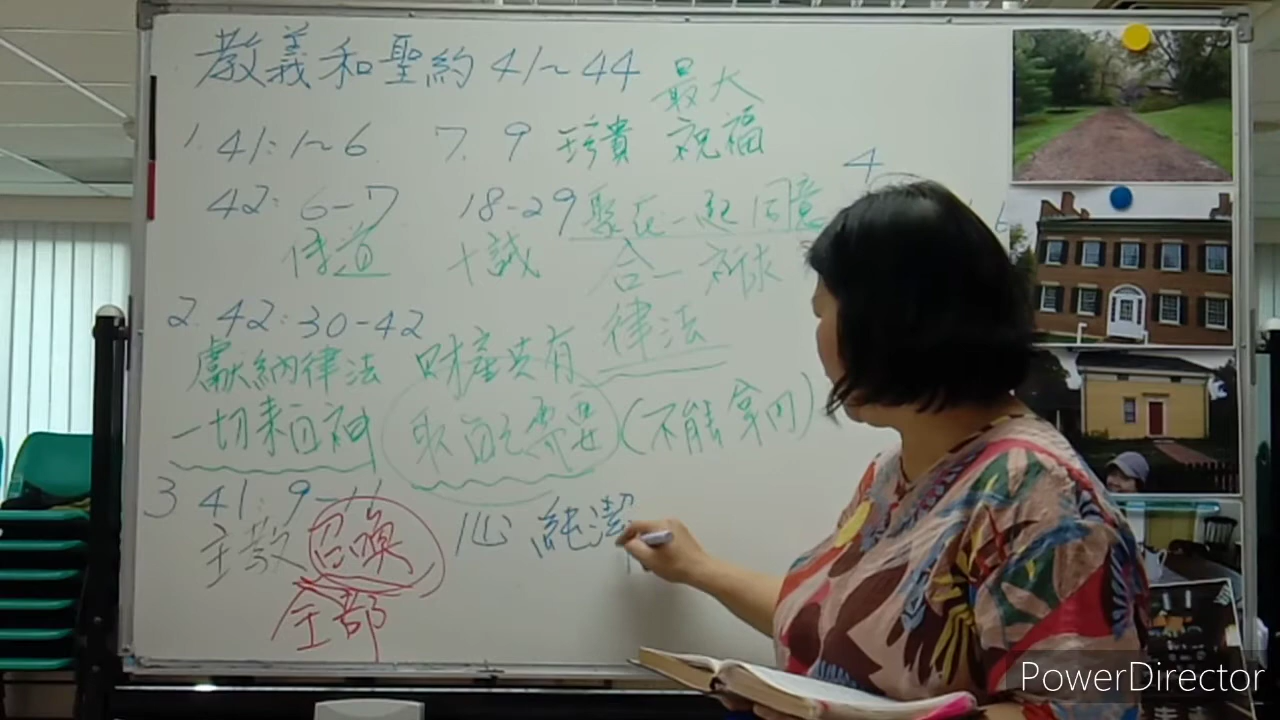 教義和聖約 41~44
最大
1. 41:1~6 7, 9 珍貴 祝福
4
42: 6-7 18-29 聚在一起同意
傳道 十誡 合一 祈求
2. 42:30-42 律法
獻納律法 財產共有
一切來自神 取自己需要 (不能拿回)
3 41: 9-11
主教 召喚 心 純潔
全部
PowerDirector